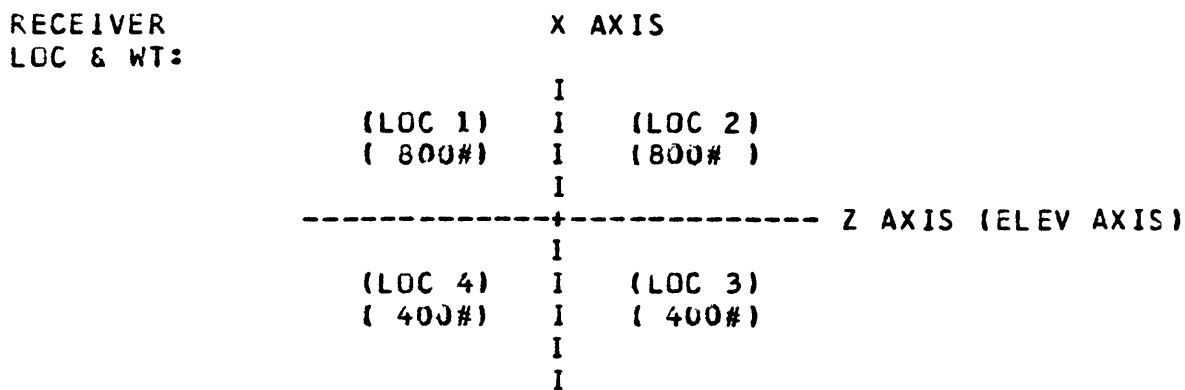 RECEIVER X AXIS
LOC & WT:
I
(LOC 1) I (LOC 2)
( 800#) I (800# )
I
-------------+------------- Z AXIS (ELEV AXIS)
I
(LOC 4) I (LOC 3)
( 400#) I ( 400#)
I
I